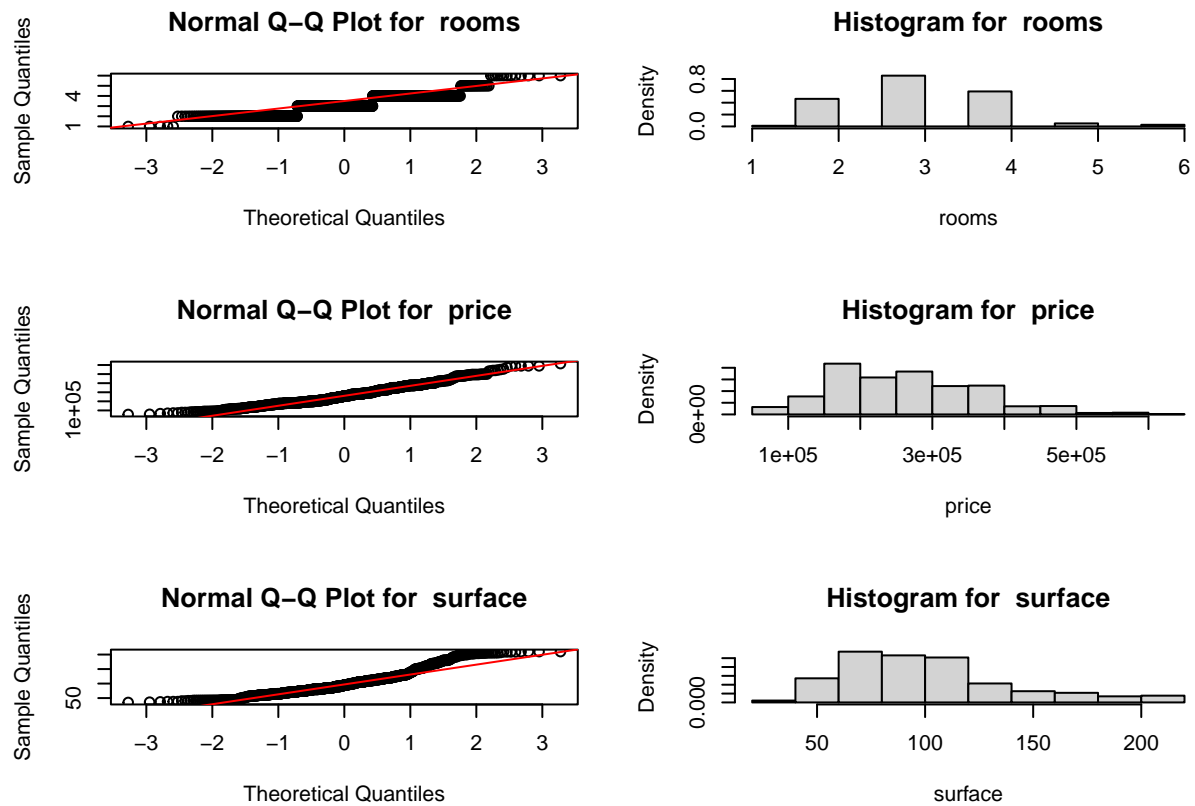 Normal Q−Q Plot for  rooms
Sample Quantiles
1 4
−3 −2 −1 0 1 2 3
Theoretical Quantiles
Histogram for  rooms
Density
0.0 0.8
1 2 3 4 5 6
rooms
Normal Q−Q Plot for  price
Sample Quantiles
1e+05
−3 −2 −1 0 1 2 3
Theoretical Quantiles
Histogram for  price
Density
0e+00
1e+05 3e+05 5e+05
price
Normal Q−Q Plot for  surface
Sample Quantiles
50
−3 −2 −1 0 1 2 3
Theoretical Quantiles
Histogram for  surface
Density
0.000
50 100 150 200
surface